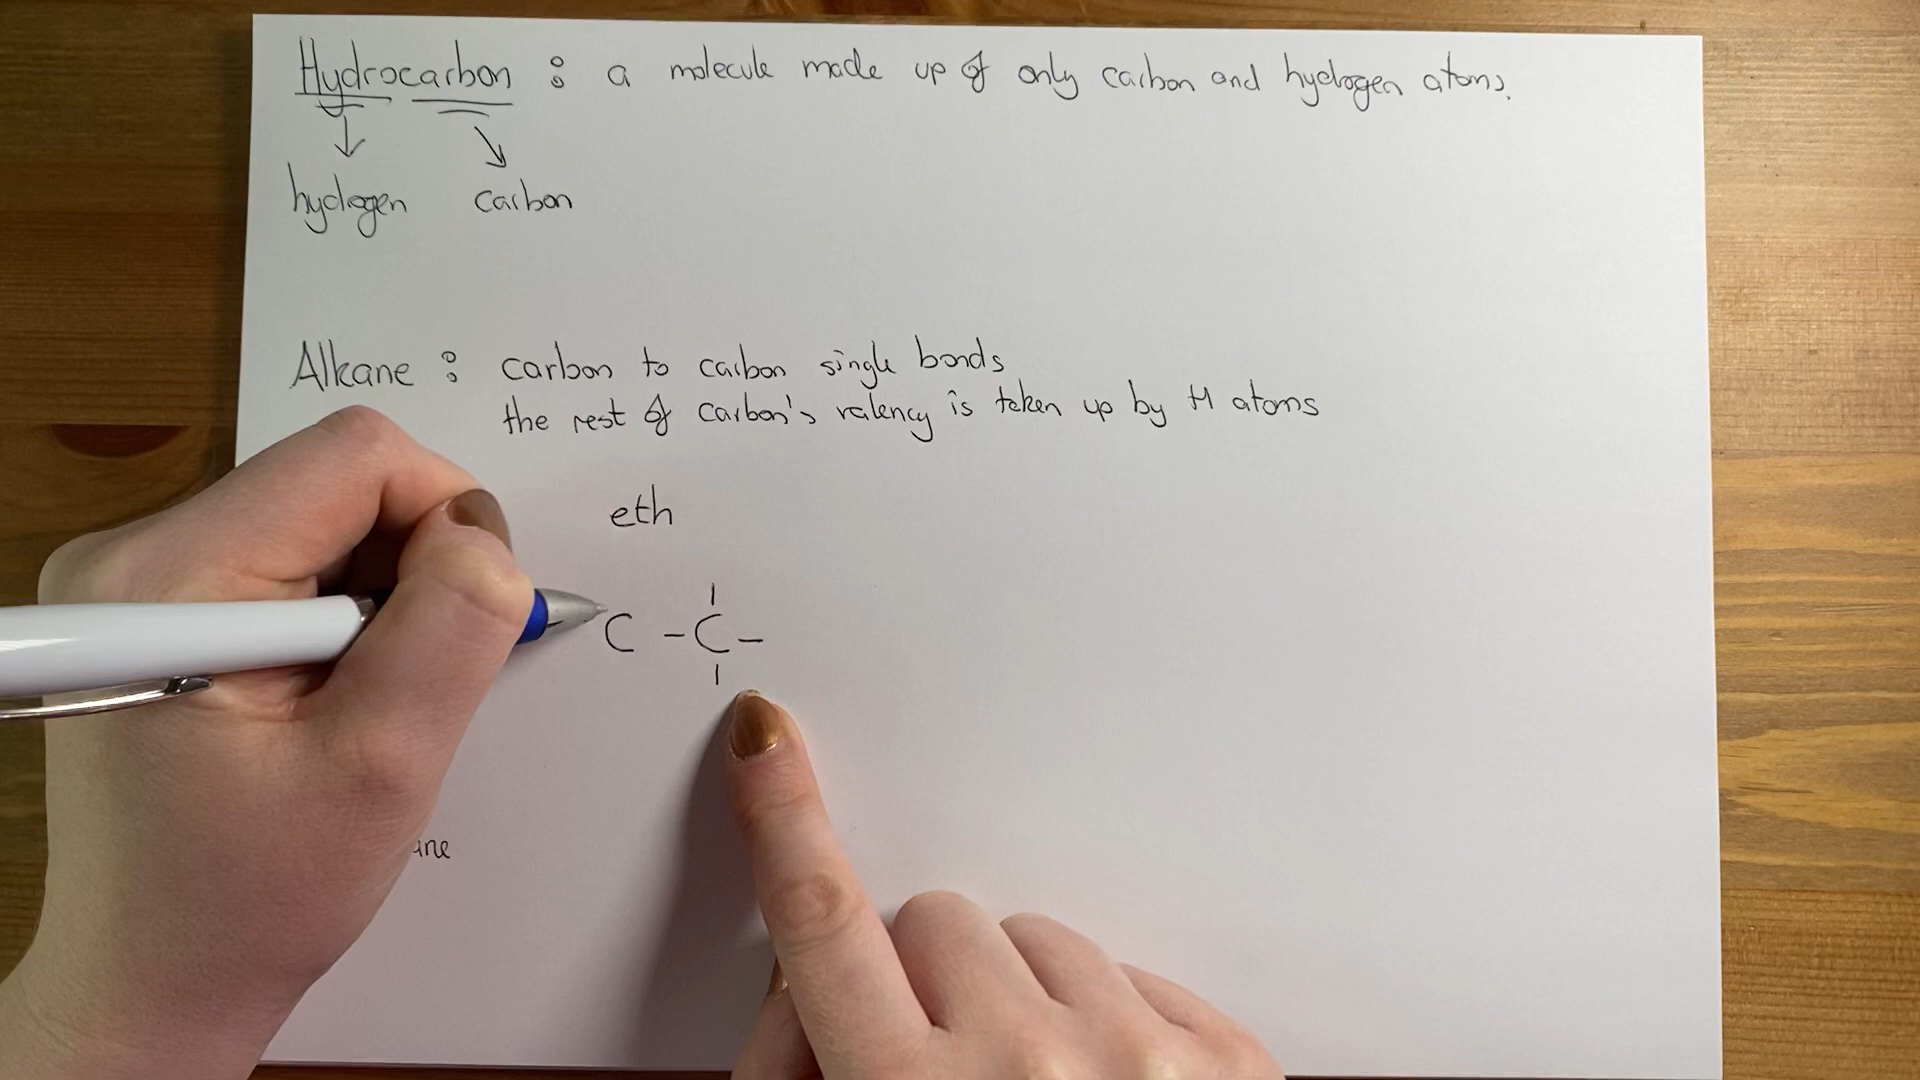 Hydrocarbon : a molecule made up of only carbon and hydrogen atoms.
hydrogen carbon
Alkane : carbon to carbon single bonds
the rest of carbon's valency is taken up by H atoms
eth
C - C -